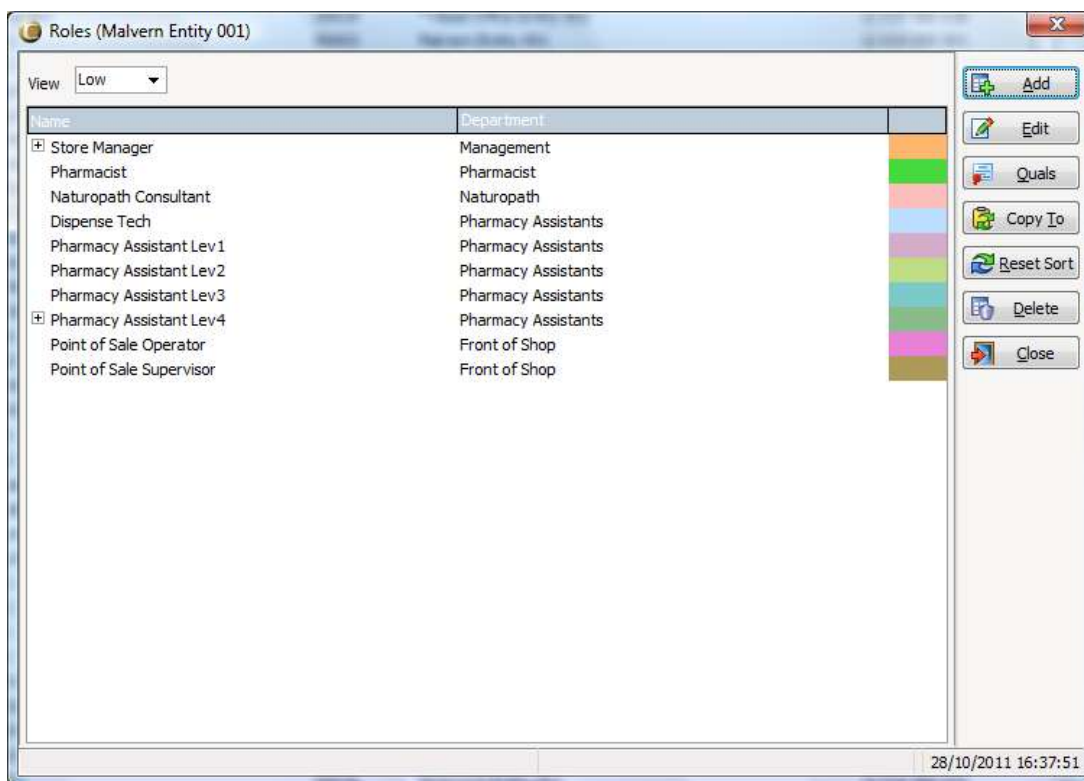 Roles (Malvern Entity 001)
View Low
Add
Name Department
Edit
Store Manager Management
Pharmacist Pharmacist
Quals
Naturopath Consultant Naturopath
Dispense Tech Pharmacy Assistants
Copy To
Pharmacy Assistant Lev1 Pharmacy Assistants
Pharmacy Assistant Lev2 Pharmacy Assistants
Reset Sort
Pharmacy Assistant Lev3 Pharmacy Assistants
Delete
Pharmacy Assistant Lev4 Pharmacy Assistants
Point of Sale Operator Front of Shop
Close
Point of Sale Supervisor Front of Shop
28/10/2011 16:37:51